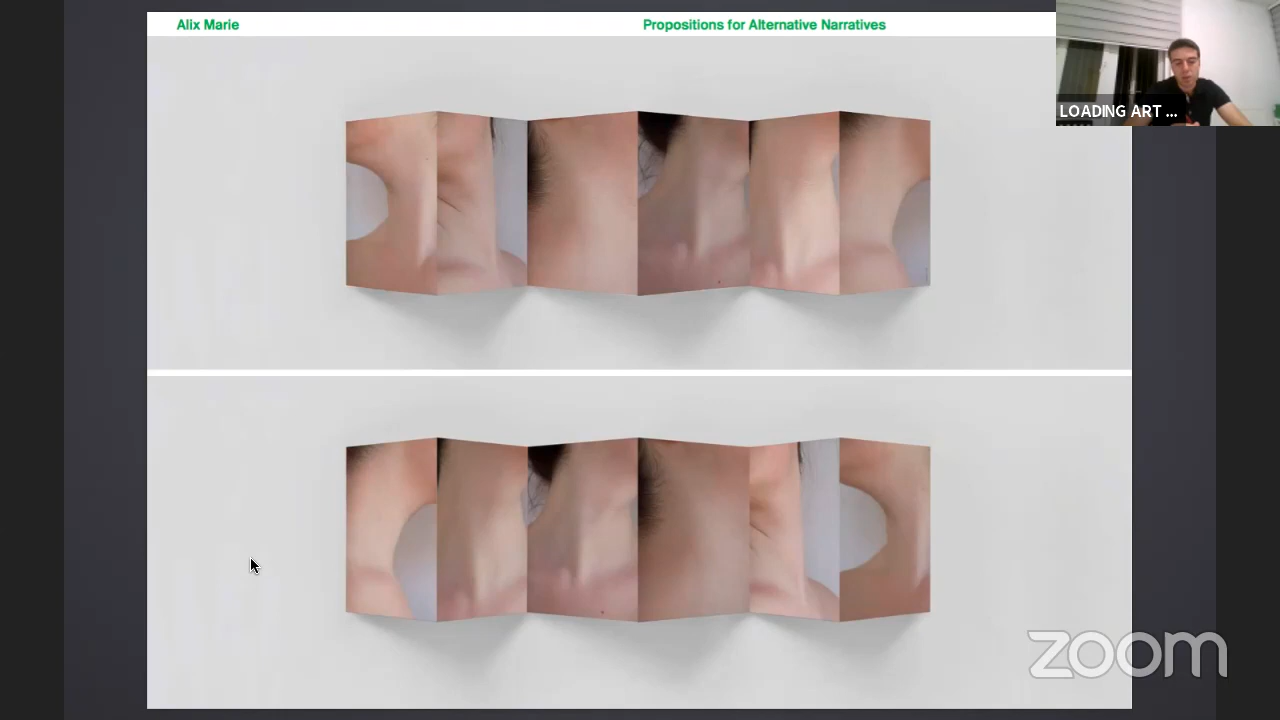 Alix Marie
Propositions for Alternative Narratives
LOADING ART ...
zoom